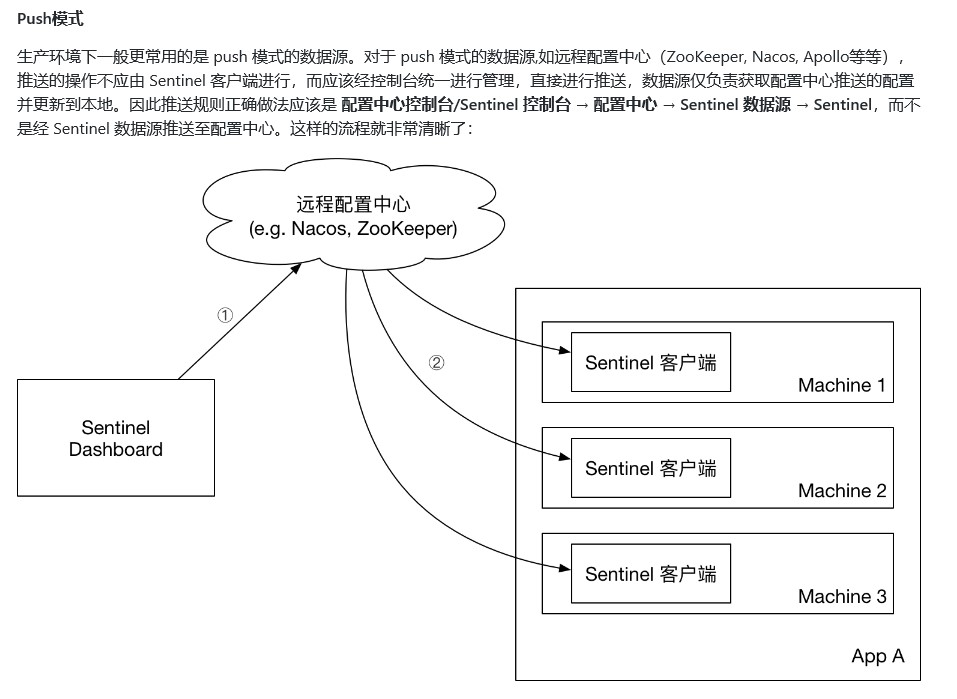 Push模式
生产环境下一般更常用的是 push 模式的数据源。对于 push 模式的数据源,如远程配置中心（ZooKeeper, Nacos, Apollo等等），
推送的操作不应由 Sentinel 客户端进行，而应该经控制台统一进行管理，直接进行推送，数据源仅负责获取配置中心推送的配置
并更新到本地。因此推送规则正确做法应该是 配置中心控制台/Sentinel 控制台 → 配置中心 → Sentinel 数据源 → Sentinel，而不
是经 Sentinel 数据源推送至配置中心。这样的流程就非常清晰了：
远程配置中心
(e.g. Nacos, ZooKeeper)
①
②
Sentinel
Dashboard
Sentinel 客户端
Machine 1
Sentinel 客户端
Machine 2
Sentinel 客户端
Machine 3
App A